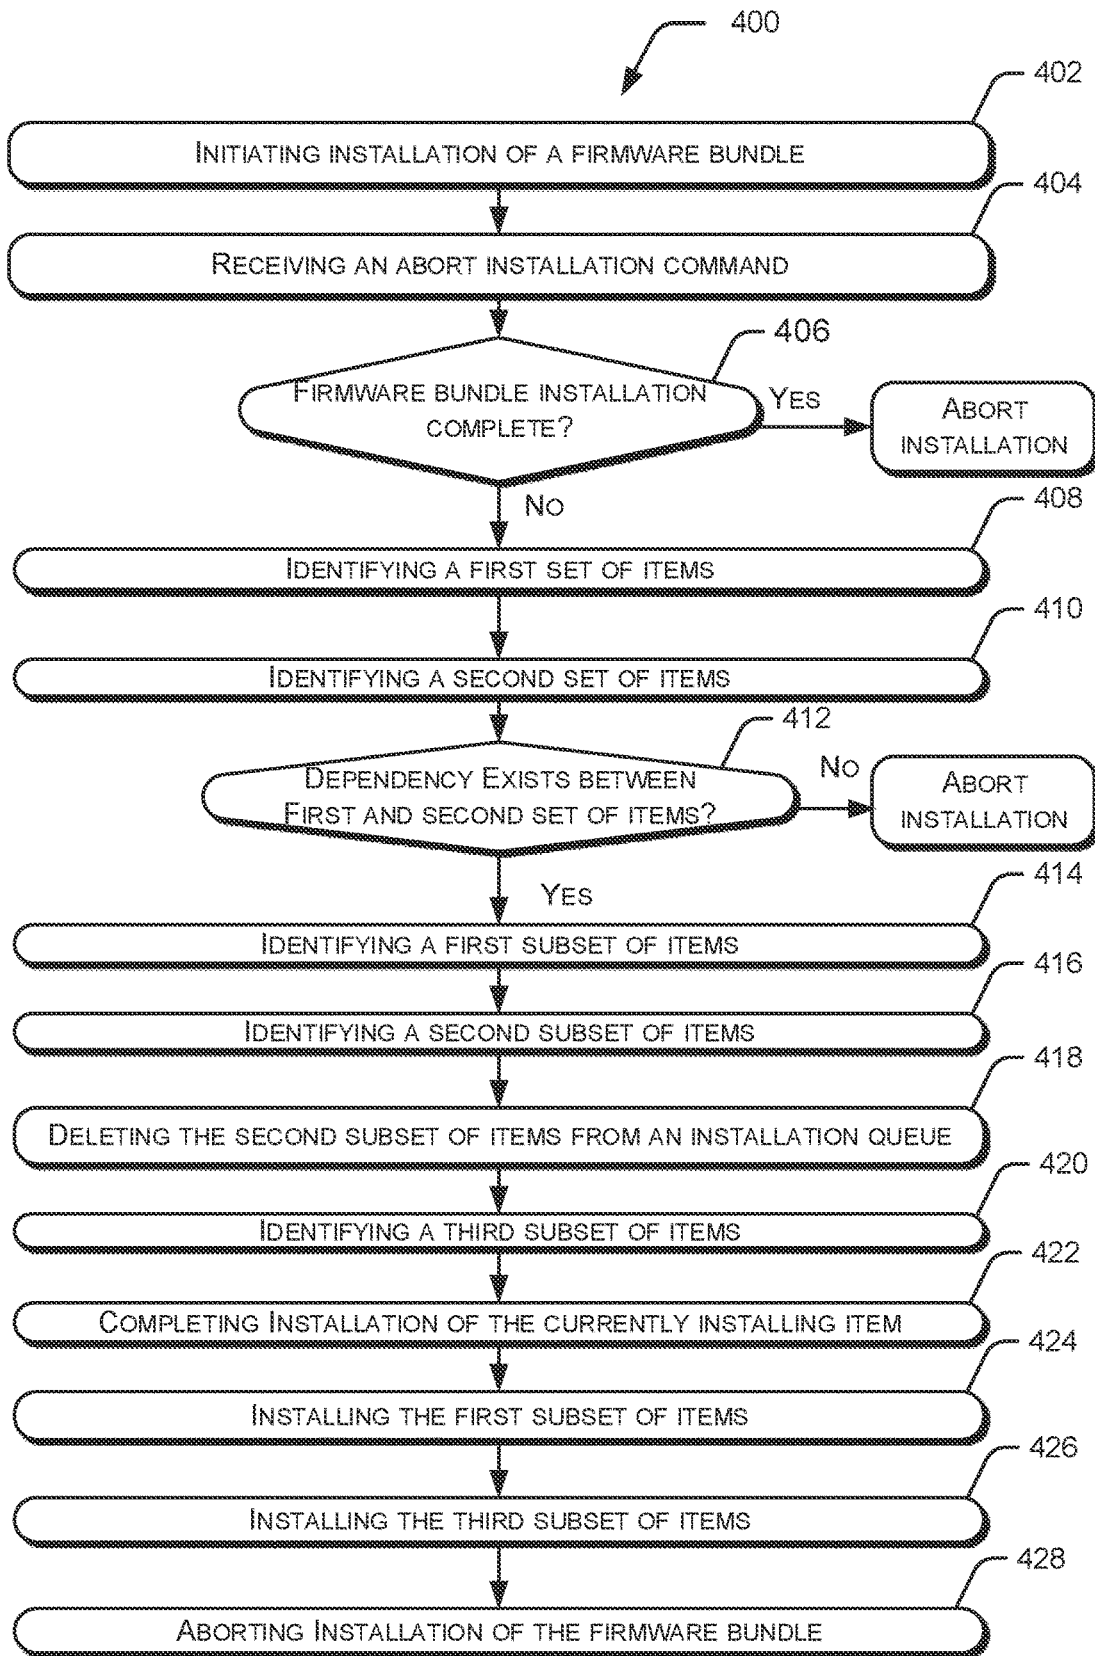 400
402
INITIATING INSTALLATION OF A FIRMWARE BUNDLE
404
RECEIVING AN ABORT INSTALLATION COMMAND
406
FIRMWARE BUNDLE INSTALLATION
COMPLETE?
YES
ABORT
INSTALLATION
NO
408
IDENTIFYING A FIRST SET OF ITEMS
410
IDENTIFYING A SECOND SET OF ITEMS
412
DEPENDENCY EXISTS BETWEEN
FIRST AND SECOND SET OF ITEMS?
NO
ABORT
INSTALLATION
YES
414
IDENTIFYING A FIRST SUBSET OF ITEMS
416
IDENTIFYING A SECOND SUBSET OF ITEMS
418
DELETING THE SECOND SUBSET OF ITEMS FROM AN INSTALLATION QUEUE
420
IDENTIFYING A THIRD SUBSET OF ITEMS
422
COMPLETING INSTALLATION OF THE CURRENTLY INSTALLING ITEM
424
INSTALLING THE FIRST SUBSET OF ITEMS
426
INSTALLING THE THIRD SUBSET OF ITEMS
428
ABORTING INSTALLATION OF THE FIRMWARE BUNDLE